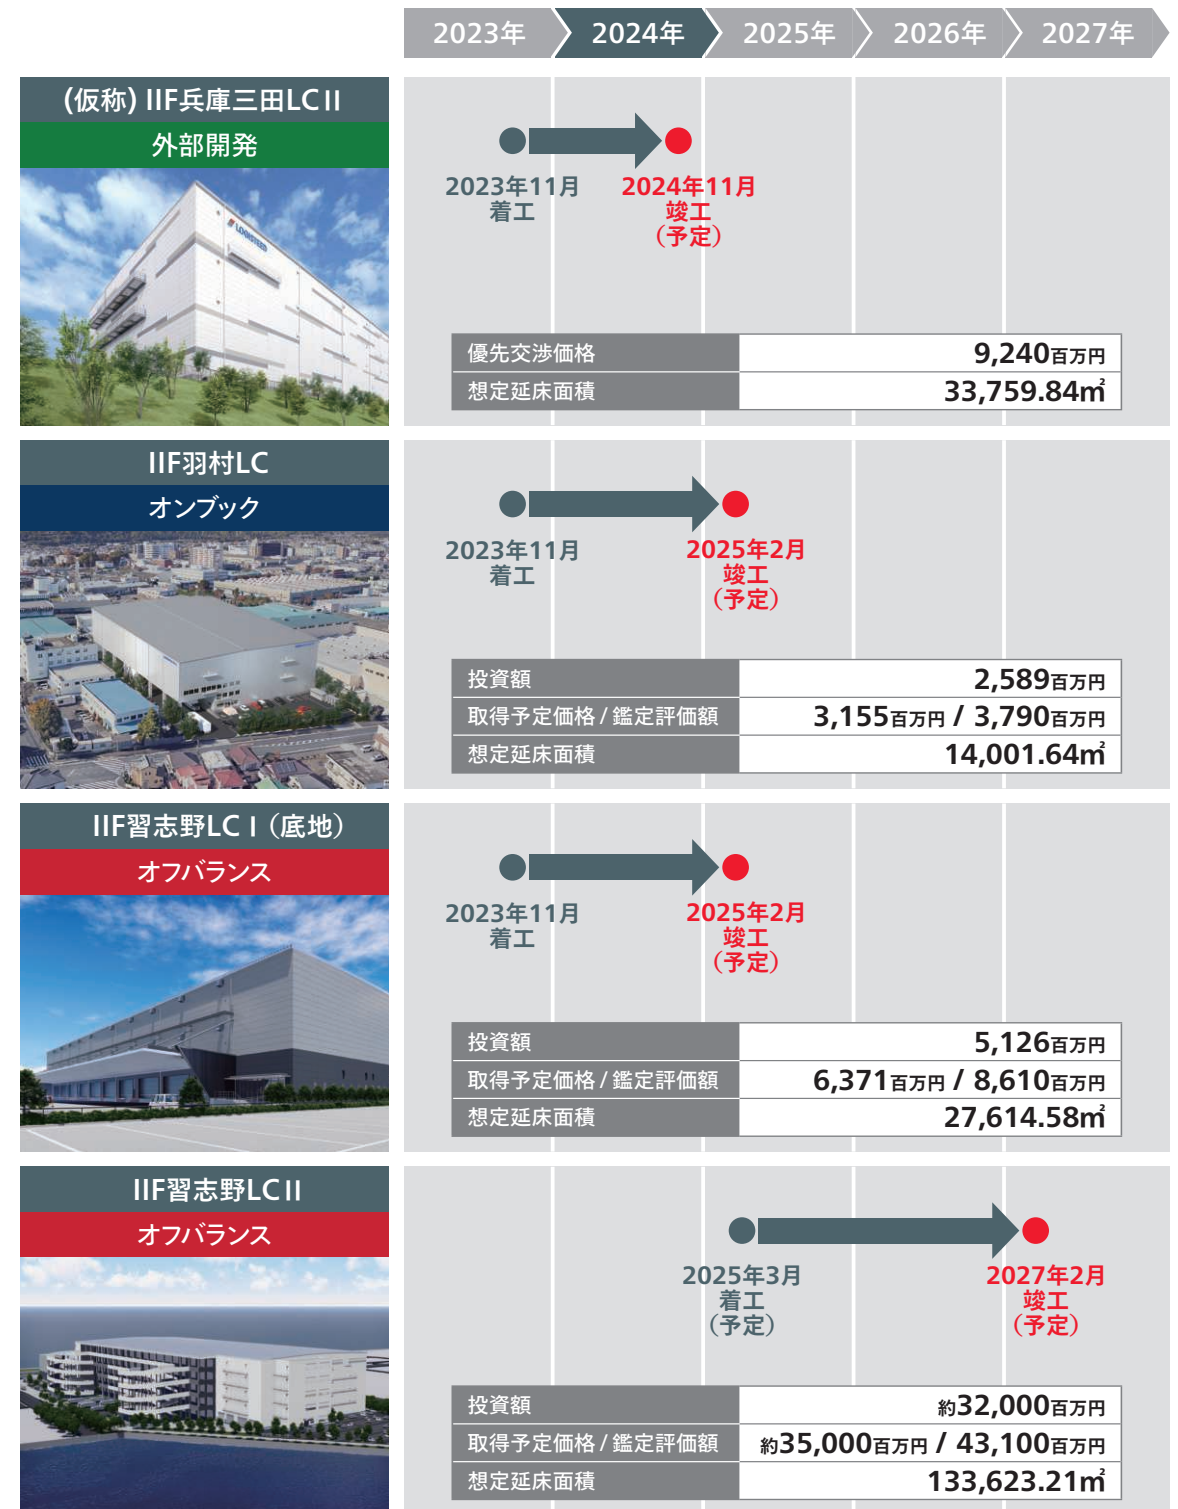 2023年 2024年 2025年 2026年 2027年
(仮称) IIF兵庫三田LCⅡ
外部開発
LOGISTEED
2023年11月
着工
2024年11月
竣工
（予定）
優先交渉価格 9,240百万円
想定延床面積 33,759.84㎡
IIF羽村LC
オンブック
2023年11月
着工
2025年2月
竣工
（予定）
投資額 2,589百万円
取得予定価格 / 鑑定評価額 3,155百万円 / 3,790百万円
想定延床面積 14,001.64㎡
IIF習志野LCⅠ（底地）
オフバランス
2023年11月
着工
2025年2月
竣工
（予定）
投資額 5,126百万円
取得予定価格 / 鑑定評価額 6,371百万円 / 8,610百万円
想定延床面積 27,614.58㎡
IIF習志野LCⅡ
オフバランス
2025年3月
着工
（予定）
2027年2月
竣工
（予定）
投資額 約32,000百万円
取得予定価格 / 鑑定評価額 約35,000百万円 / 43,100百万円
想定延床面積 133,623.21㎡